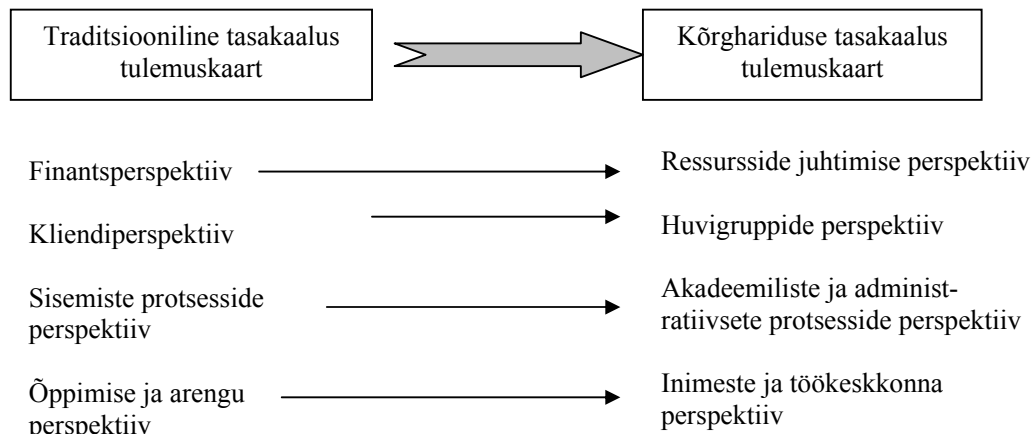 Traditsiooniline tasakaalus
tulemuskaart
Kõrghariduse tasakaalus
tulemuskaart
Finantsperspektiiv
Ressursside juhtimise perspektiiv
Kliendiperspektiiv
Huvigruppide perspektiiv
Sisemiste protsesside
perspektiiv
Akadeemiliste ja administ-
ratiivsete protsesside perspektiiv
Õppimise ja arengu
perspektiiv
Inimeste ja töökeskkonna
perspektiiv